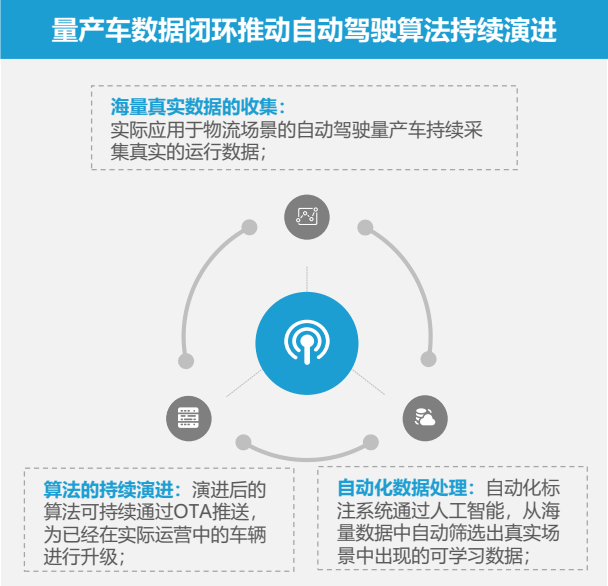 量产车数据闭环推动自动驾驶算法持续演进
海量真实数据的收集：
实际应用于物流场景的自动驾驶量产车持续采
集真实的运行数据；
算法的持续演进：演进后的
算法可持续通过OTA推送，
为已经在实际运营中的车辆
进行升级；
自动化数据处理：自动化标
注系统通过人工智能，从海
量数据中自动筛选出真实场
景中出现的可学习数据；